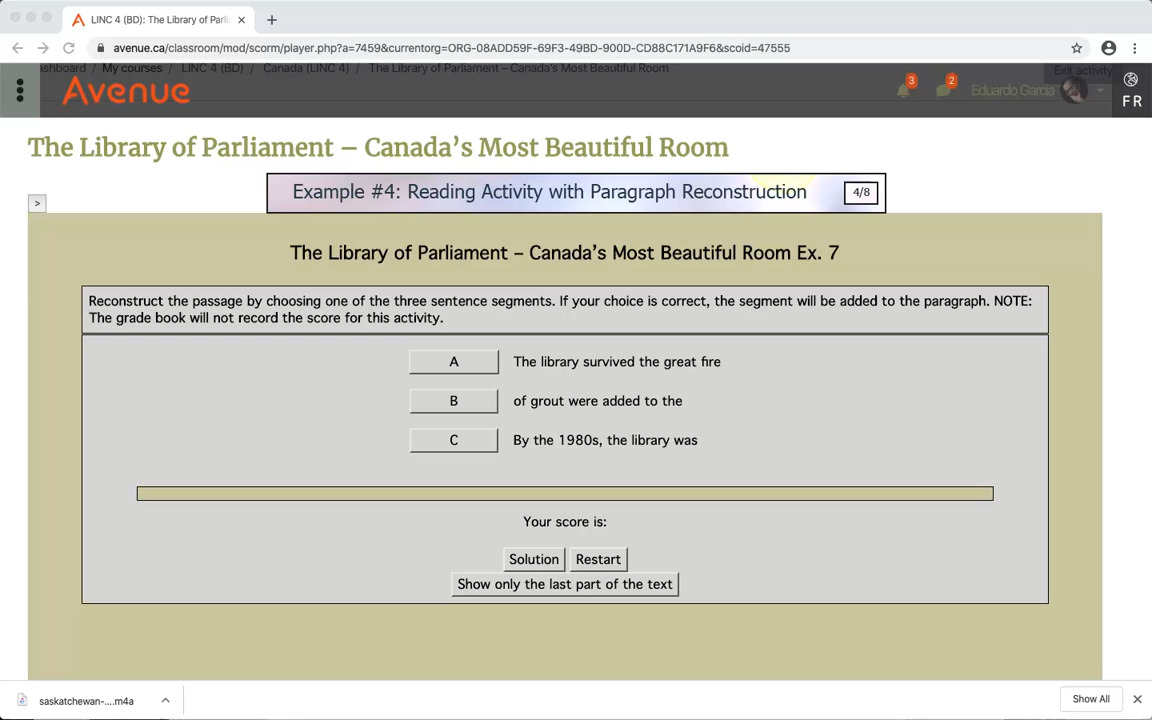 LINC 4 (BD): The Library of Parli
avenue.ca/classroom/mod/scorm/player.php?a=7459&currentorg=ORG-08ADD59F-69F3-49BD-900D-CD88C171A9F6&scoid=47555
shboard / My courses / LINC 4 (BD) / Canada (LINC 4) / The Library of Parliament – Canada's Most Beautiful Room
Exit activity
Avenue
3
2
Eduardo Garcia
FR
The Library of Parliament – Canada's Most Beautiful Room
Example #4: Reading Activity with Paragraph Reconstruction
4/8
>
The Library of Parliament – Canada's Most Beautiful Room Ex. 7
Reconstruct the passage by choosing one of the three sentence segments. If your choice is correct, the segment will be added to the paragraph. NOTE:
The grade book will not record the score for this activity.
A The library survived the great fire
B of grout were added to the
C By the 1980s, the library was
Your score is:
Solution Restart
Show only the last part of the text
saskatchewan-....m4a
Show All